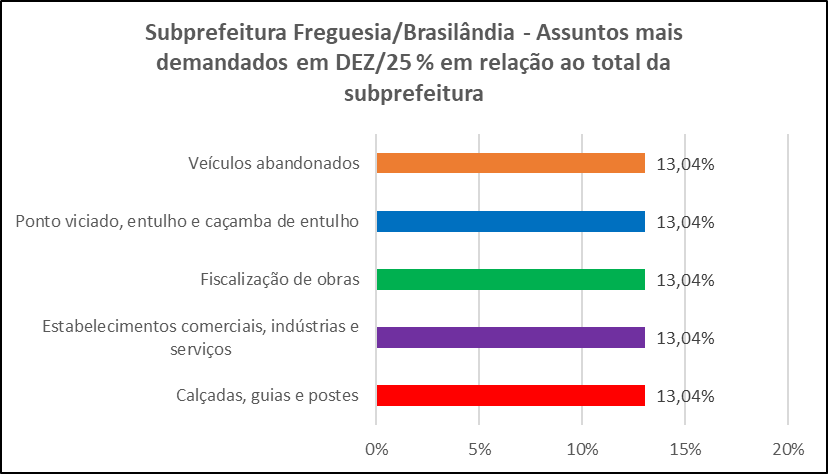 Subprefeitura Freguesia/Brasilândia - Assuntos mais
demandados em DEZ/25 % em relação ao total da
subprefeitura
Veículos abandonados
13,04%
Ponto viciado, entulho e caçamba de entulho
13,04%
Fiscalização de obras
13,04%
Estabelecimentos comerciais, indústrias e
serviços
13,04%
Calçadas, guias e postes
13,04%
0%
5%
10%
15%
20%